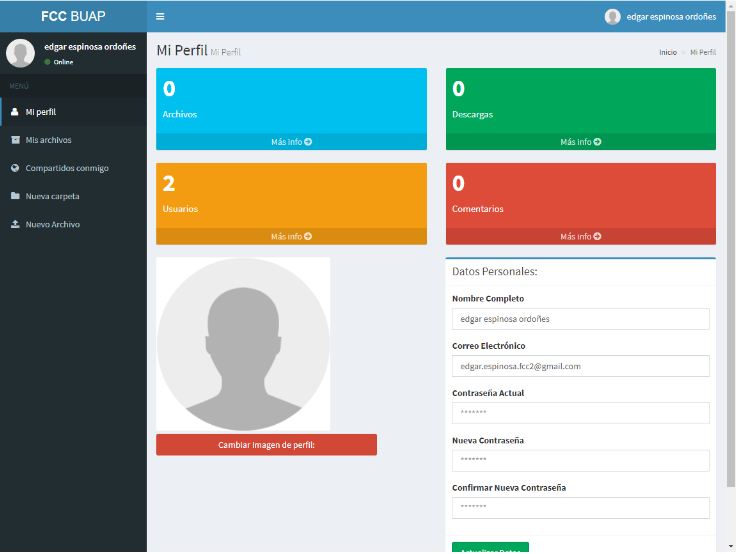 FCC BUAP
edgar espinosa ordoñes
edgar espinosa ordoñes
Online
MENÚ
Mi perfil
Mis archivos
Compartidos conmigo
Nueva carpeta
Nuevo Archivo
Mi Perfil Mi Perfil
Inicio > Mi Perfil
0
Archivos
Más info
0
Descargas
Más info
2
Usuarios
Más info
0
Comentarios
Más info
Cambiar Imagen de perfil:
Datos Personales:
Nombre Completo
edgar espinosa ordoñes
Correo Electrónico
edgar.espinosa.fcc2@gmail.com
Contraseña Actual
*******
Nueva Contraseña
*******
Confirmar Nueva Contraseña
*******
Actualizar Datos